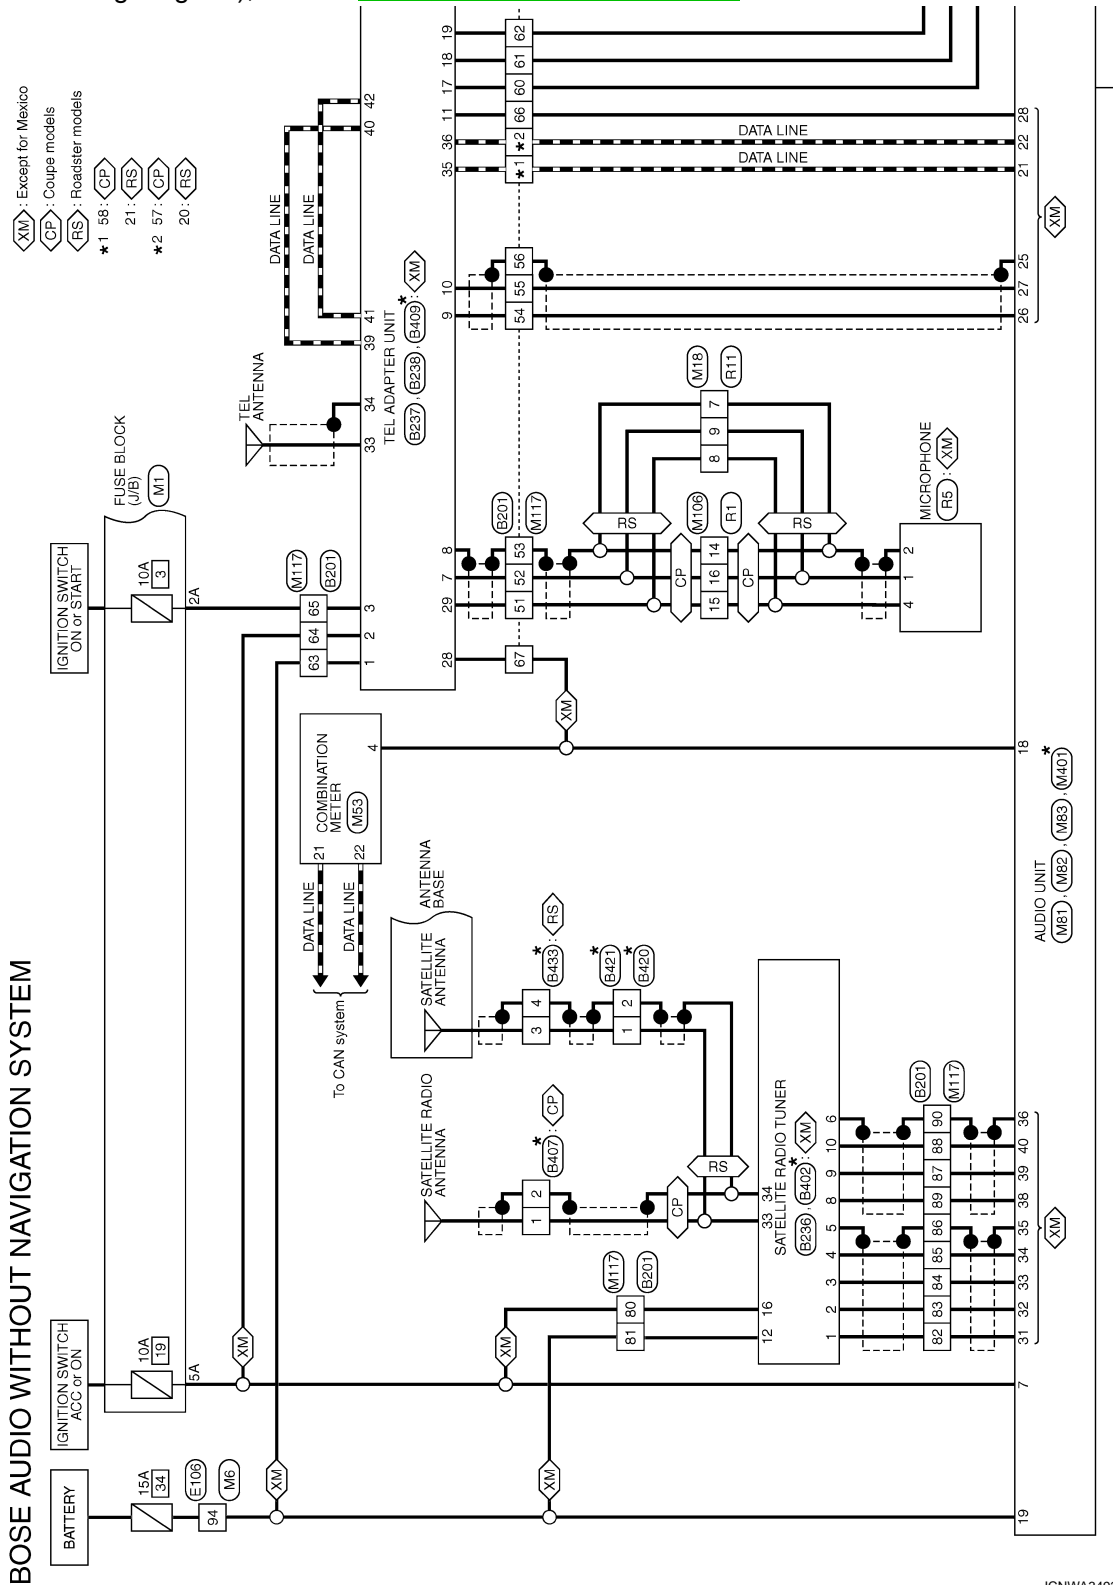 BOSE AUDIO WITHOUT NAVIGATION SYSTEM
BATTERY
15A
34
E106
M6
94
IGNITION SWITCH
ACC or ON
10A
19
5A
IGNITION SWITCH
ON or START
10A
3
2A
FUSE BLOCK
(J/B)
M1
XM : Except for Mexico
CP : Coupe models
RS : Roadster models
*1 58: CP
21: RS
*2 57: CP
20: RS
XM
XM
XM
XM
M117
B201
63 64 65
1 2 3
TEL
ANTENNA
33 34
39 41 40 42
DATA LINE
DATA LINE
TEL ADAPTER UNIT
B237 , B238 , B409 * : XM
28 29 7 8 9 10 35 36 11 17 18 19
67 51 52 53 54 55 56 *1 *2 66 60 61 62
B201
M117
XM
DATA LINE
DATA LINE
COMBINATION
METER
M53
4
21 22
DATA LINE
DATA LINE
To CAN system
SATELLITE RADIO
ANTENNA
1 2
B407 * : CP
CP
RS
SATELLITE
ANTENNA
ANTENNA
BASE
3 4
B433 * : RS
1 2
B421 *
B420 *
M117
B201
81 80
12 16 33 34
SATELLITE RADIO TUNER
B236 , B402 * : XM
1 2 3 4 5 8 9 10 6
82 83 84 85 86 89 87 88 90
B201
M117
31 32 33 34 35 38 39 40 36
XM
RS
CP
15 16 14
M106
R1
CP
RS
8 9 7
M18
R11
4 1 2
MICROPHONE
R5 : XM
19 7 18 26 27 25 21 22 28
XM
AUDIO UNIT
M81 , M82 , M83 , M401 *